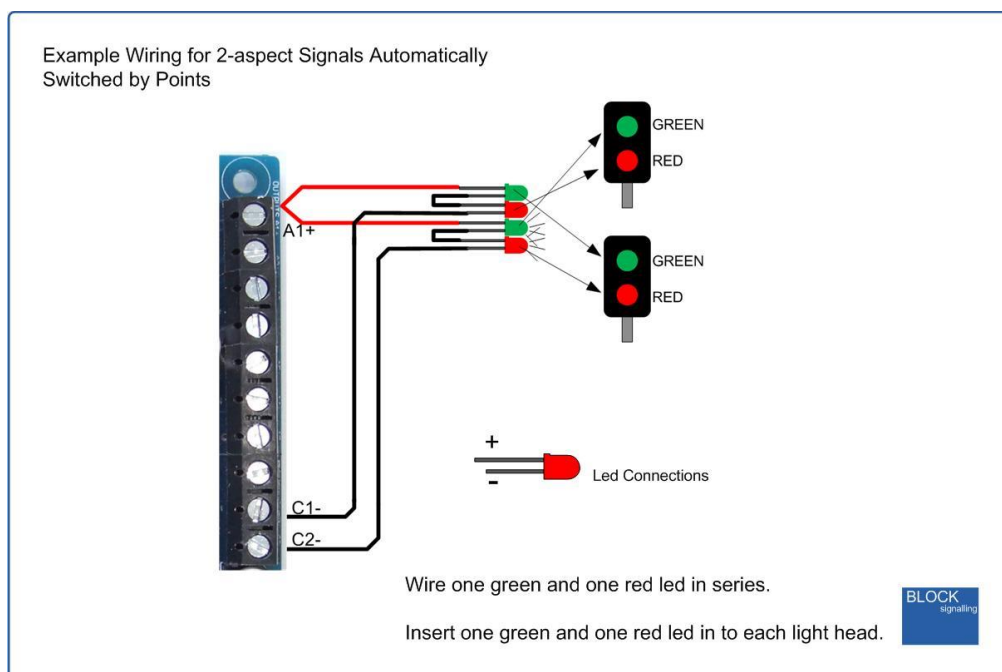 Example Wiring for 2-aspect Signals Automatically
Switched by Points
GREEN
RED
A1+
GREEN
RED
+
-
Led Connections
C1-
C2-
Wire one green and one red led in series.
Insert one green and one red led in to each light head.
BLOCK
signalling